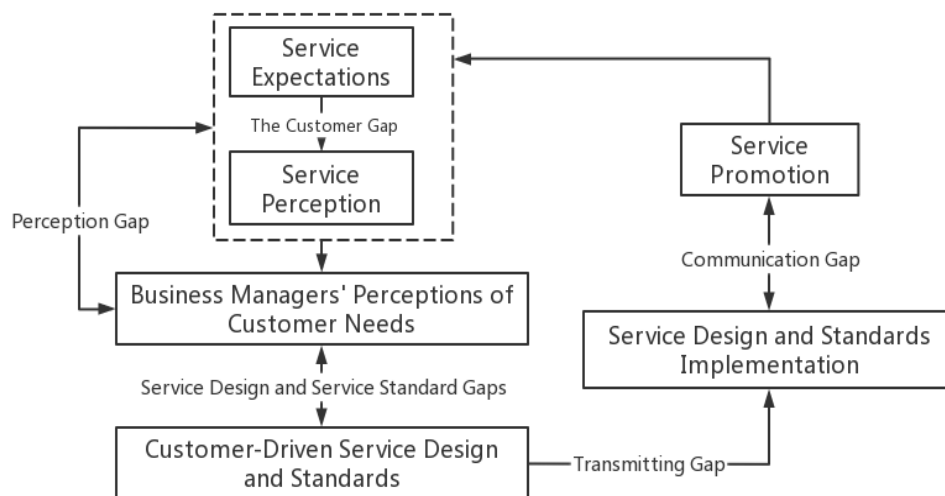 Service
Expectations
The Customer Gap
Service
Perception
Perception Gap
Business Managers' Perceptions of
Customer Needs
Service Design and Service Standard Gaps
Customer-Driven Service Design
and Standards
Transmitting Gap
Service Design and Standards
Implementation
Communication Gap
Service
Promotion